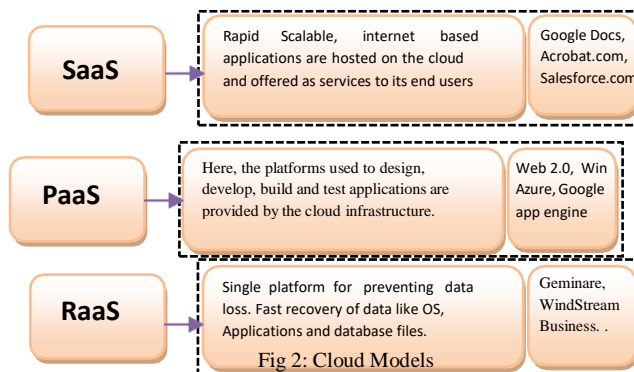 SaaS
Rapid Scalable, internet based
applications are hosted on the cloud
and offered as services to its end users
Google Docs,
Acrobat.com,
Salesforce.com
PaaS
Here, the platforms used to design,
develop, build and test applications are
provided by the cloud infrastructure.
Web 2.0, Win
Azure, Google
app engine
RaaS
Single platform for preventing data
loss. Fast recovery of data like OS,
Applications and database files.
Geminare,
WindStream
Business. .
Fig 2: Cloud Models